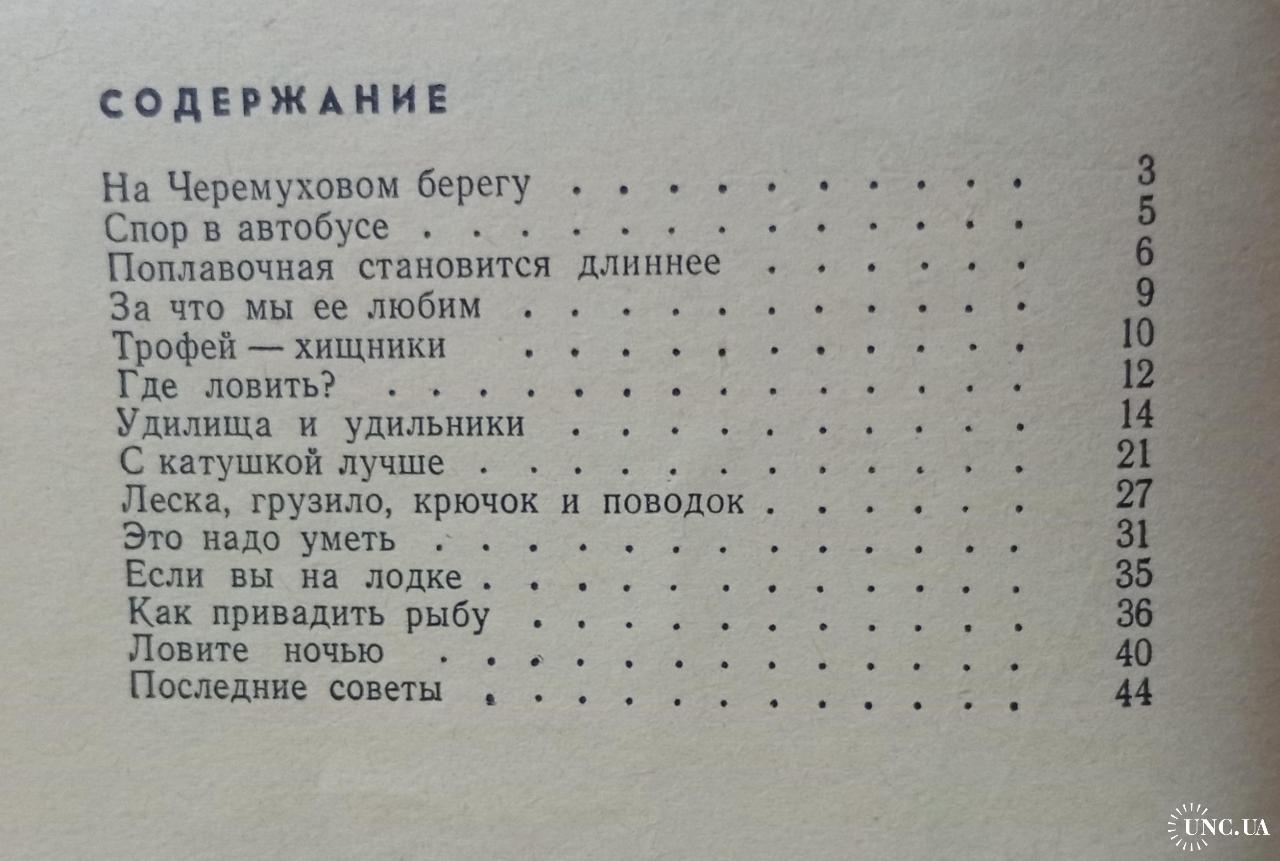 СОДЕРЖАНИЕ
На Черемуховом берегу . . . . . . . . . . 3
Спор в автобусе . . . . . . . . . . . . . 5
Поплавочная становится длиннее . . . . . . 6
За что мы ее любим . . . . . . . . . . . 9
Трофей — хищники . . . . . . . . . . . 10
Где ловить? . . . . . . . . . . . . . . 12
Удилища и удильники . . . . . . . . . . 14
С катушкой лучше . . . . . . . . . . . . 21
Леска, грузило, крючок и поводок . . . . . . 27
Это надо уметь . . . . . . . . . . . . . 31
Если вы на лодке . . . . . . . . . . . . 35
Как привадить рыбу . . . . . . . . . . . 36
Ловите ночью . . . . . . . . . . . . . 40
Последние советы . . . . . . . . . . . . 44
UNC.UA